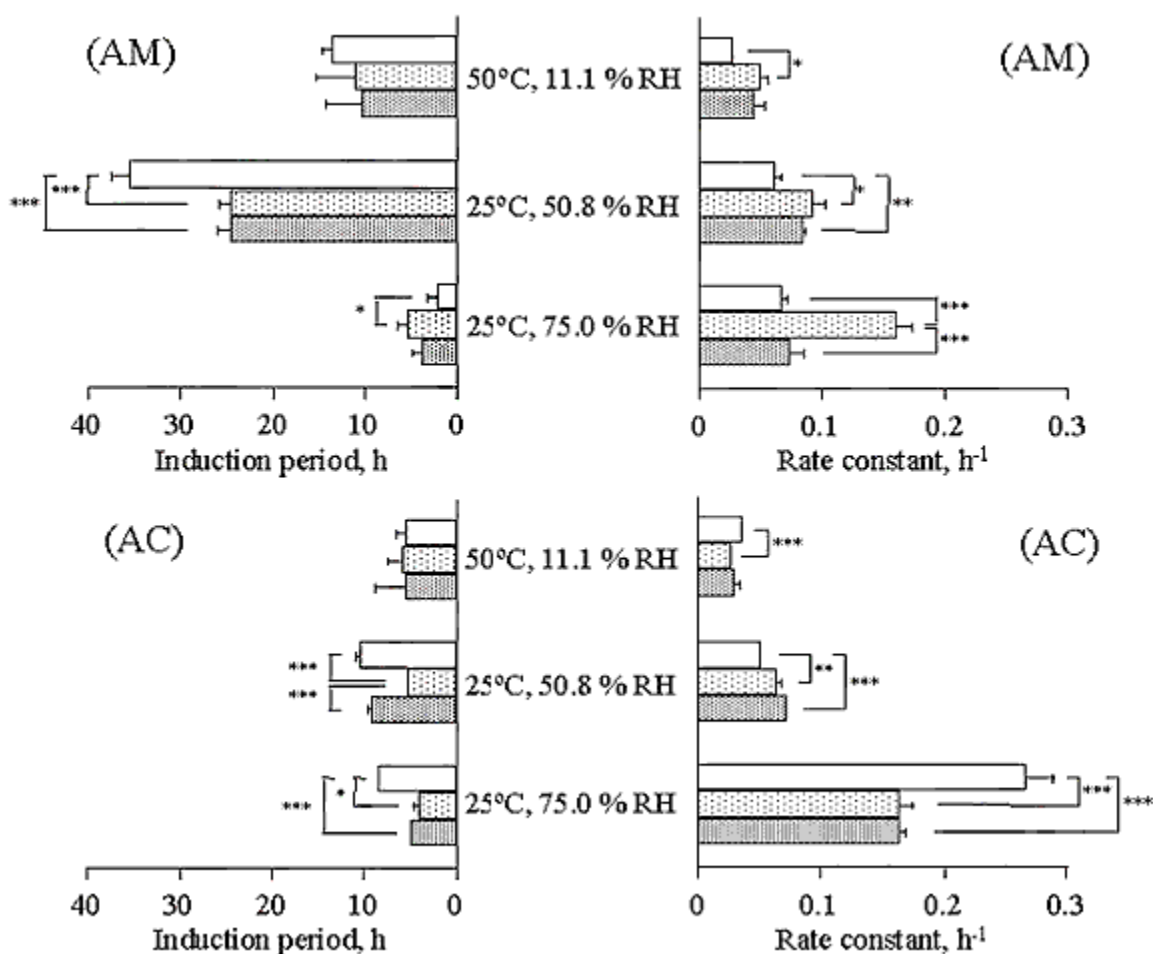 (AM)
50°C, 11.1 % RH
*
(AM)
***
***
25°C, 50.8 % RH
*
**
*
25°C, 75.0 % RH
***
***
40 30 20 10 0
Induction period, h
0 0.1 0.2 0.3
Rate constant, h⁻¹
(AC)
50°C, 11.1 % RH
***
(AC)
***
***
25°C, 50.8 % RH
**
***
***
*
25°C, 75.0 % RH
***
***
40 30 20 10 0
Induction period, h
0 0.1 0.2 0.3
Rate constant, h⁻¹